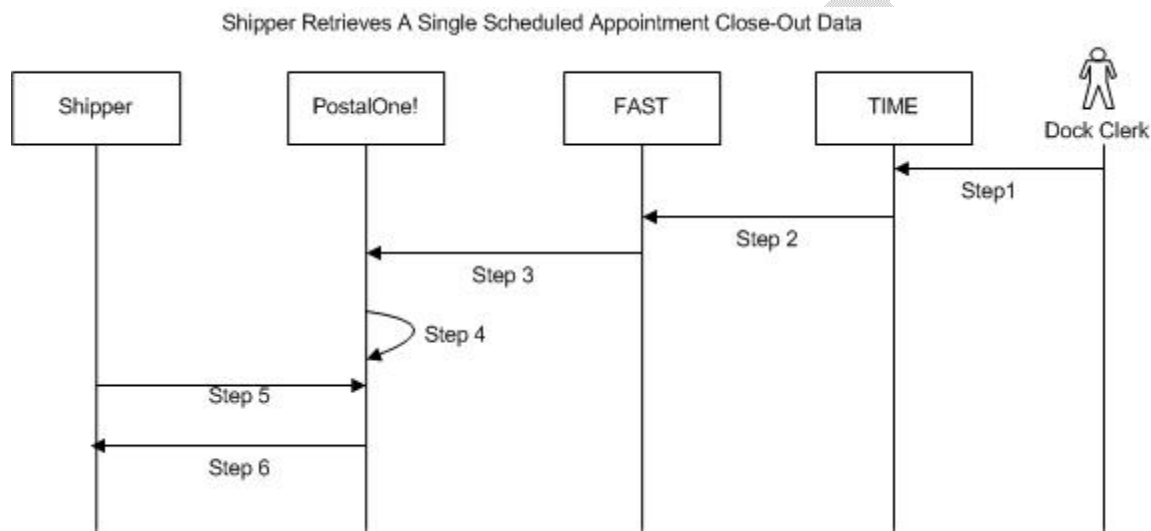 Shipper Retrieves A Single Scheduled Appointment Close-Out Data
Shipper
PostalOne!
FAST
TIME
Dock Clerk
Step1
Step 2
Step 3
Step 4
Step 5
Step 6